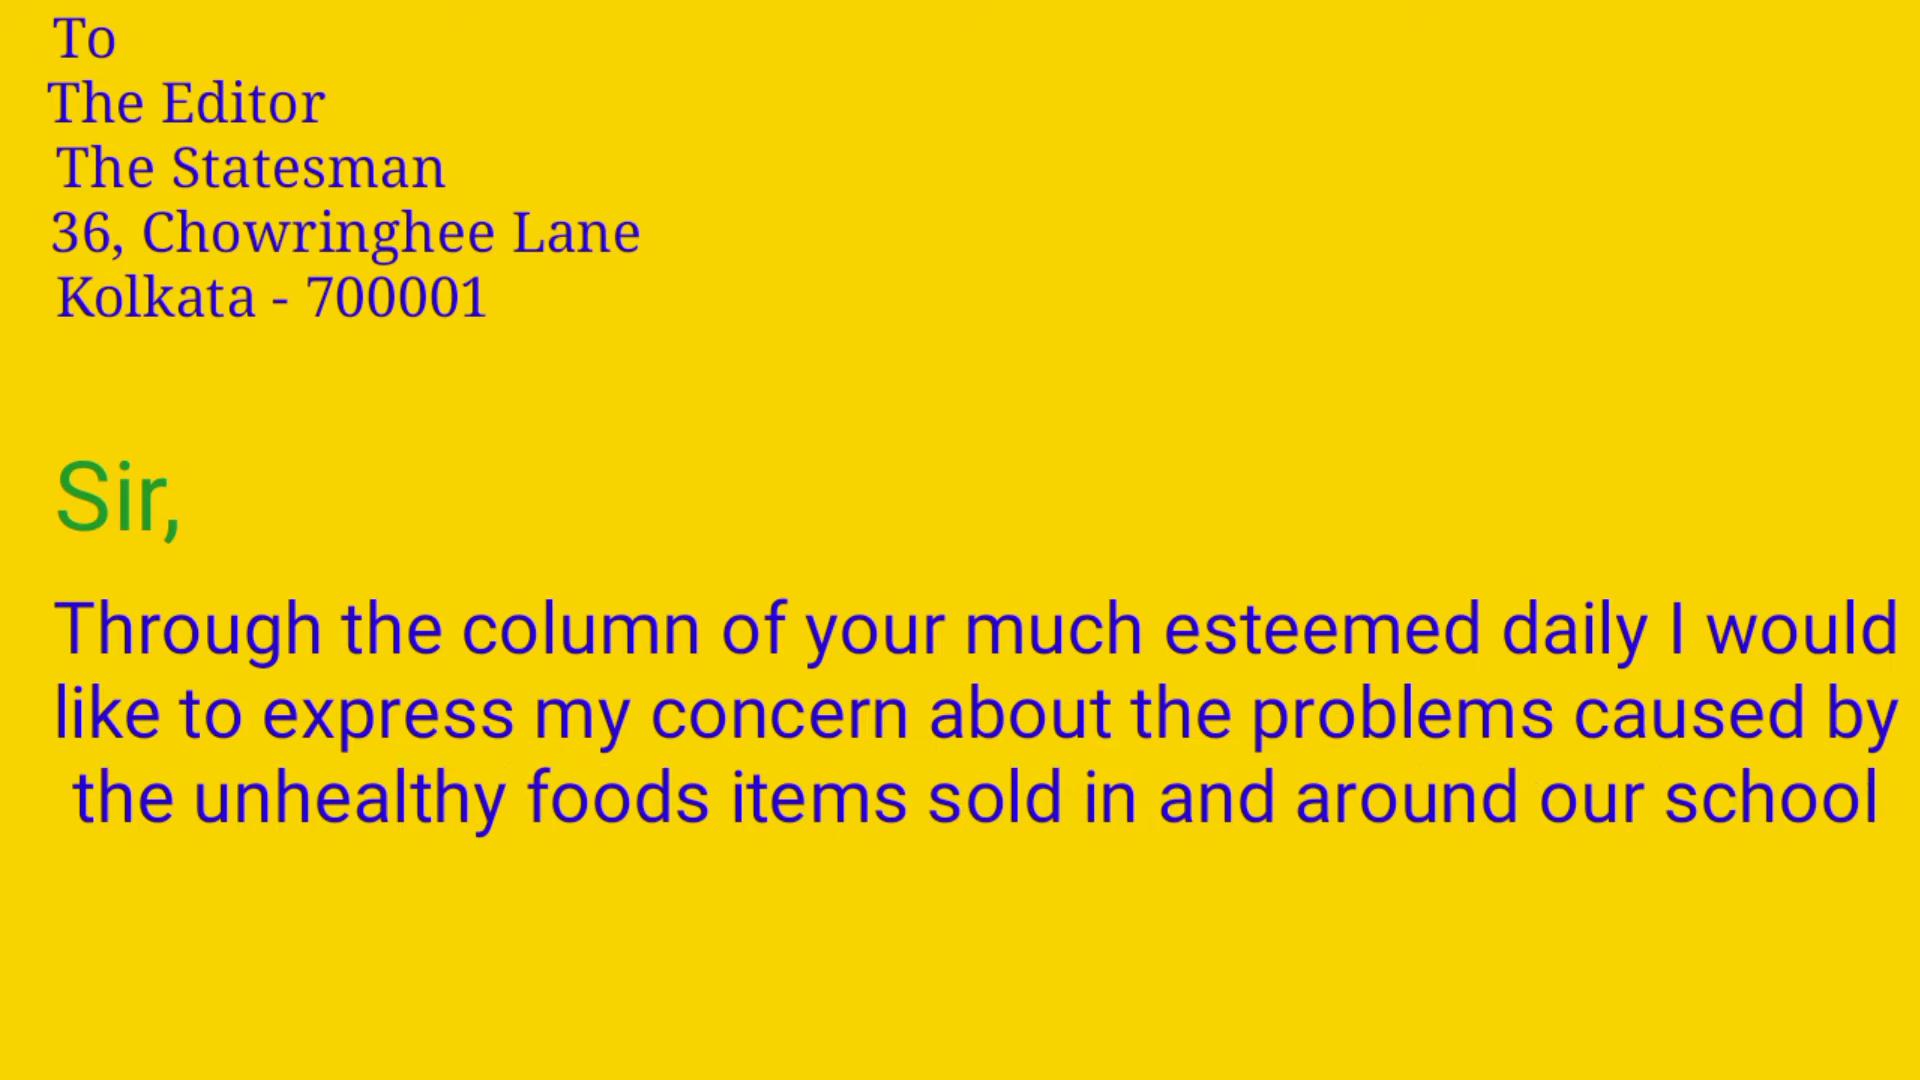 To
The Editor
The Statesman
36, Chowringhee Lane
Kolkata - 700001
Sir,
Through the column of your much esteemed daily I would
like to express my concern about the problems caused by
the unhealthy foods items sold in and around our school